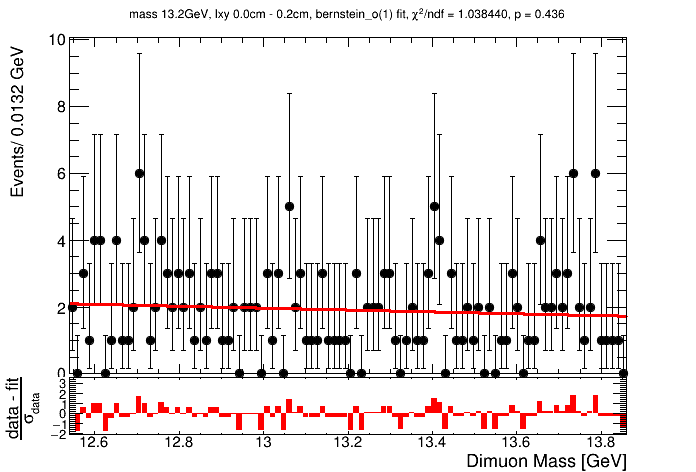 mass 13.2GeV, lxy 0.0cm - 0.2cm, bernstein_o(1) fit, χ²/ndf = 1.038440, p = 0.436
Events/ 0.0132 GeV
10
8
6
4
2
0
data - fit
σdata
3
2
1
0
−1
−2
12.6 12.8 13 13.2 13.4 13.6 13.8
Dimuon Mass [GeV]